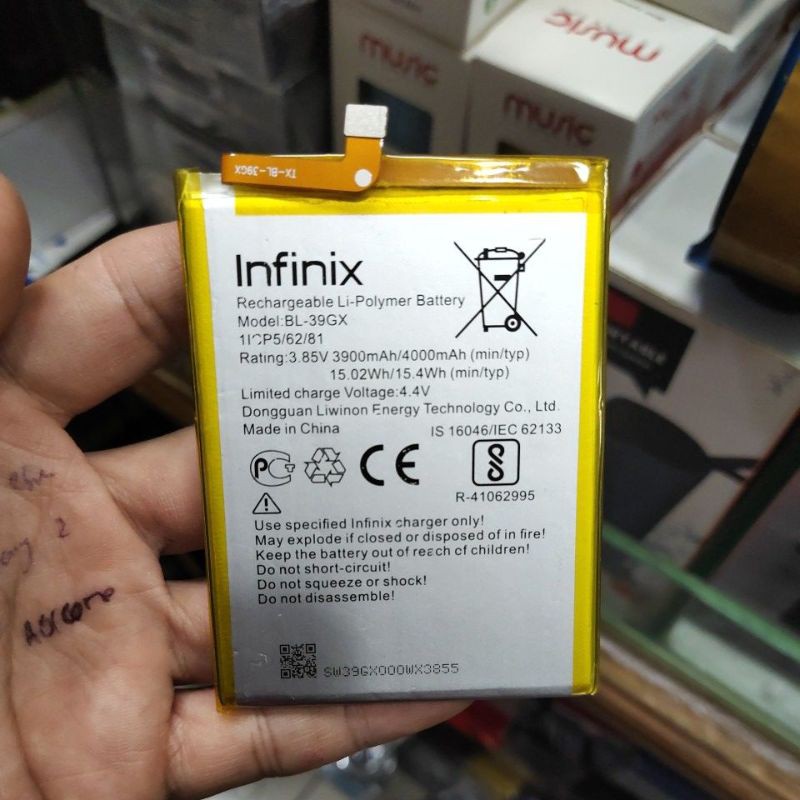 music
music
music
TX-BL-39GX
Infinix
Rechargeable Li-Polymer Battery
Model:BL-39GX
1ICP5/62/81
Rating:3.85V 3900mAh/4000mAh (min/typ)
15.02Wh/15.4Wh (min/typ)
Limited charge Voltage:4.4V
Dongguan Liwinon Energy Technology Co., Ltd.
Made in China
IS 16046/IEC 62133
PCT
CE
S
R-41062995
Use specified Infinix charger only!
May explode if closed or disposed in fire!
Keep the battery out of reach of children!
Do not short-circuit!
Do not squeeze or shock!
Do not disassemble!
SW39GX000WX3855